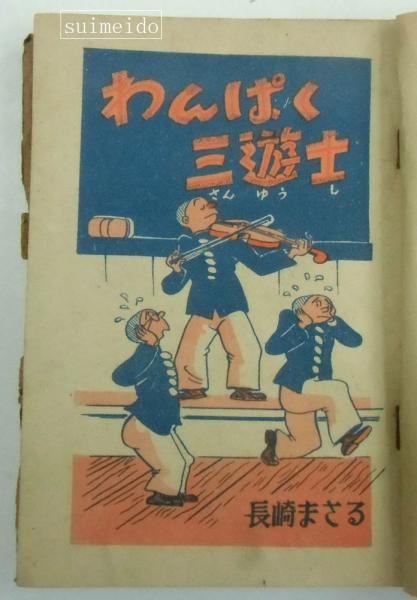 suimeido
わんぱく
三遊士
さんゆうし
長崎まさる